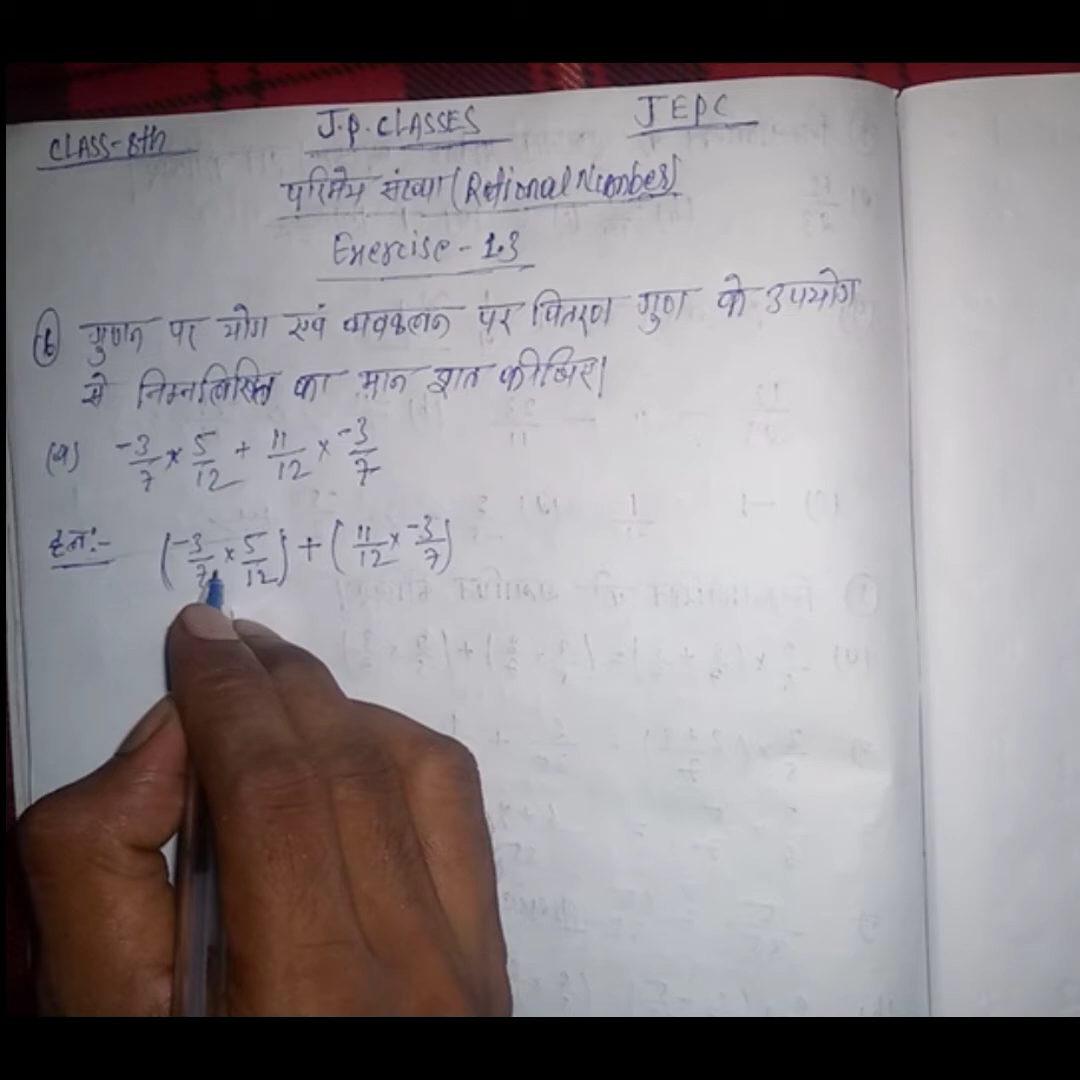 CLASS-8th J.P. CLASSES JEPC
परिमेय संख्या (Rational Number)
Exercise - 1.3
⑥ गुणन पर योग एवं व्यवकलन पर वितरण गुण के उपयोग
से निम्नलिखित का मान ज्ञात कीजिए।
(a) -3/7 × 5/12 + 11/12 × -3/7
हल:- (-3/7 × 5/12) + (11/12 × -3/7)